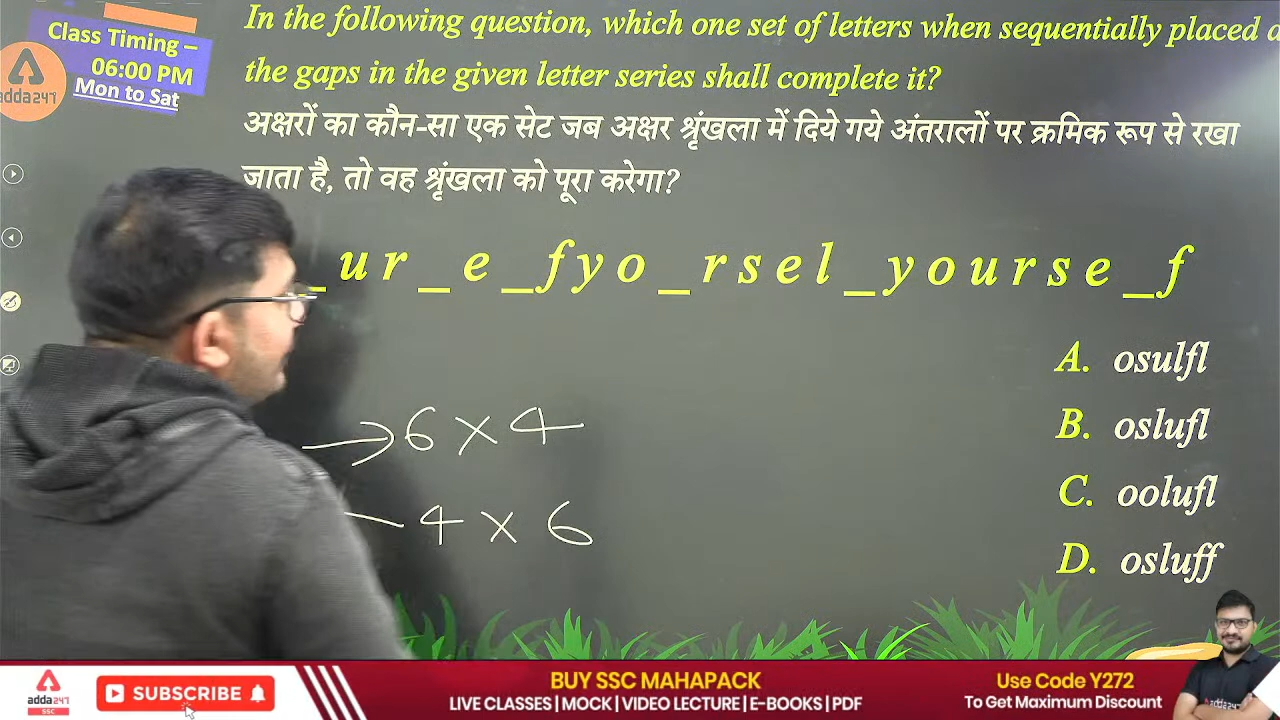 Class Timing –
06:00 PM
Mon to Sat
adda247
In the following question, which one set of letters when sequentially placed
the gaps in the given letter series shall complete it?
अक्षरों का कौन-सा एक सेट जब अक्षर श्रृंखला में दिये गये अंतरालों पर क्रमिक रूप से रखा
जाता है, तो वह श्रृंखला को पूरा करेगा?
_ u r _ e _ f y o _ r s e l _ y o u r s e _ f
A. osulfl
B. oslufl
C. oolufl
D. osluff
→ 6 × 4
4 × 6
adda247
SSC
SUBSCRIBE
BUY SSC MAHAPACK
LIVE CLASSES | MOCK | VIDEO LECTURE | E-BOOKS | PDF
Use Code Y272
To Get Maximum Discount
adda247